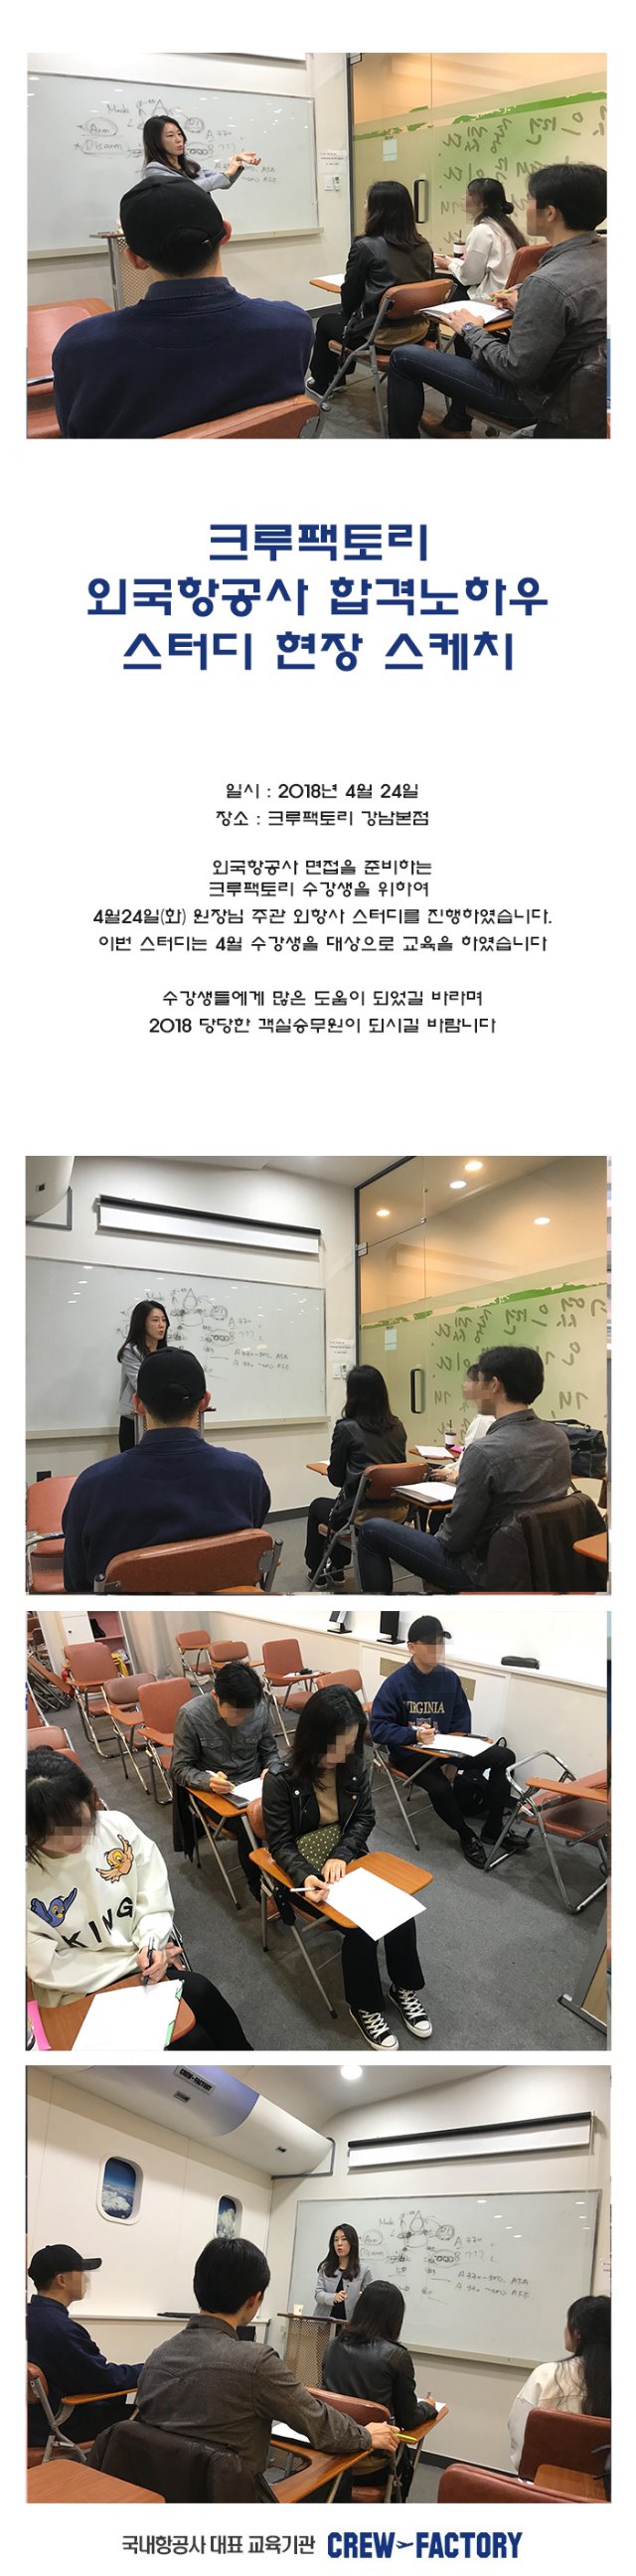 Mode
Arm
Disarm
크루팩토리
외국항공사 합격노하우
스터디 현장 스케치
일시 : 2018년 4월 24일
장소 : 크루팩토리 강남본점
외국항공사 면접을 준비하는
크루팩토리 수강생을 위하여
4월24일(화) 원장님 주관 외항사 스터디를 진행하였습니다.
이번 스터디는 4월 수강생을 대상으로 교육을 하였습니다
수강생들에게 많은 도움이 되었길 바라며
2018 당당한 객실승무원이 되시길 바랍니다
VIRGINIA
KING
CREW-FACTORY
Mode
Arm
Disarm
국내항공사 대표 교육기관 CREW-FACTORY